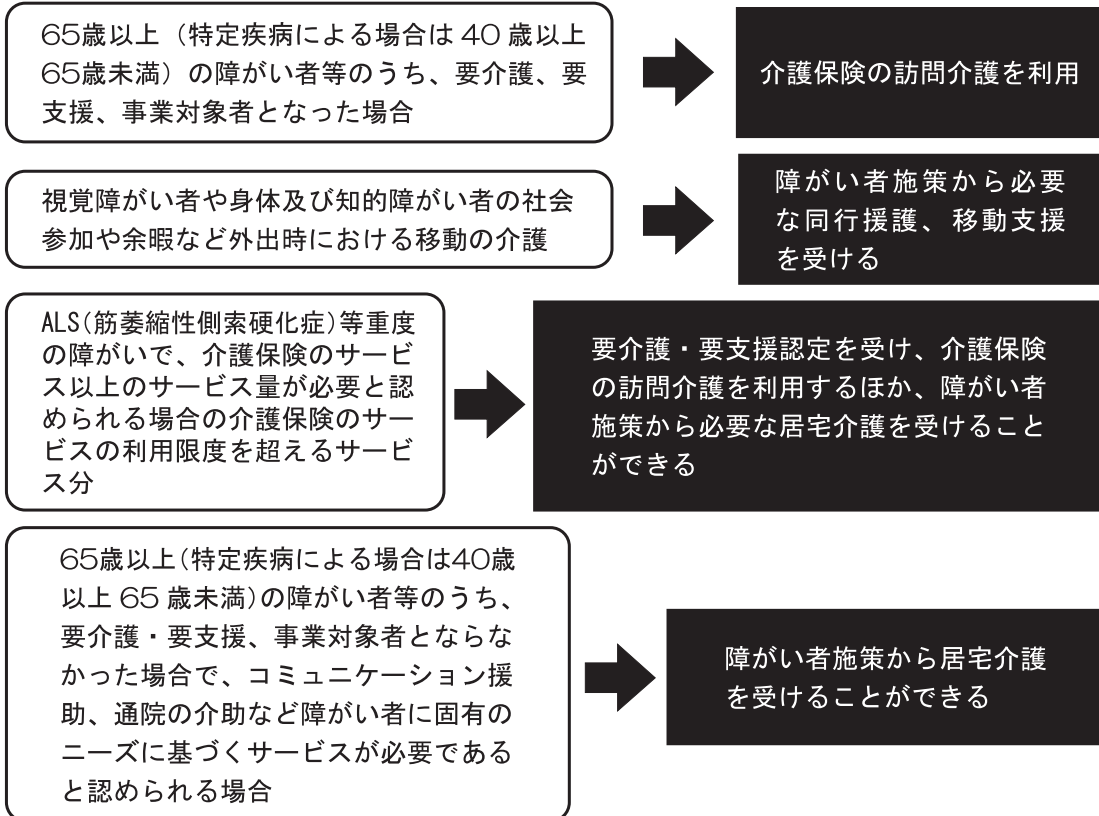 65歳以上（特定疾病による場合は 40 歳以上
65歳未満）の障がい者等のうち、要介護、要
支援、事業対象者となった場合
介護保険の訪問介護を利用
視覚障がい者や身体及び知的障がい者の社会
参加や余暇など外出時における移動の介護
障がい者施策から必要
な同行援護、移動支援
を受ける
ALS(筋萎縮性側索硬化症)等重度
の障がいで、介護保険のサービ
ス以上のサービス量が必要と認
められる場合の介護保険のサー
ビスの利用限度を超えるサービ
ス分
要介護・要支援認定を受け、介護保険
の訪問介護を利用するほか、障がい者
施策から必要な居宅介護を受けること
ができる
65歳以上(特定疾病による場合は40歳
以上 65 歳未満)の障がい者等のうち、
要介護・要支援、事業対象者とならな
かった場合で、コミュニケーション援
助、通院の介助など障がい者に固有の
ニーズに基づくサービスが必要である
と認められる場合
障がい者施策から居宅介護
を受けることができる